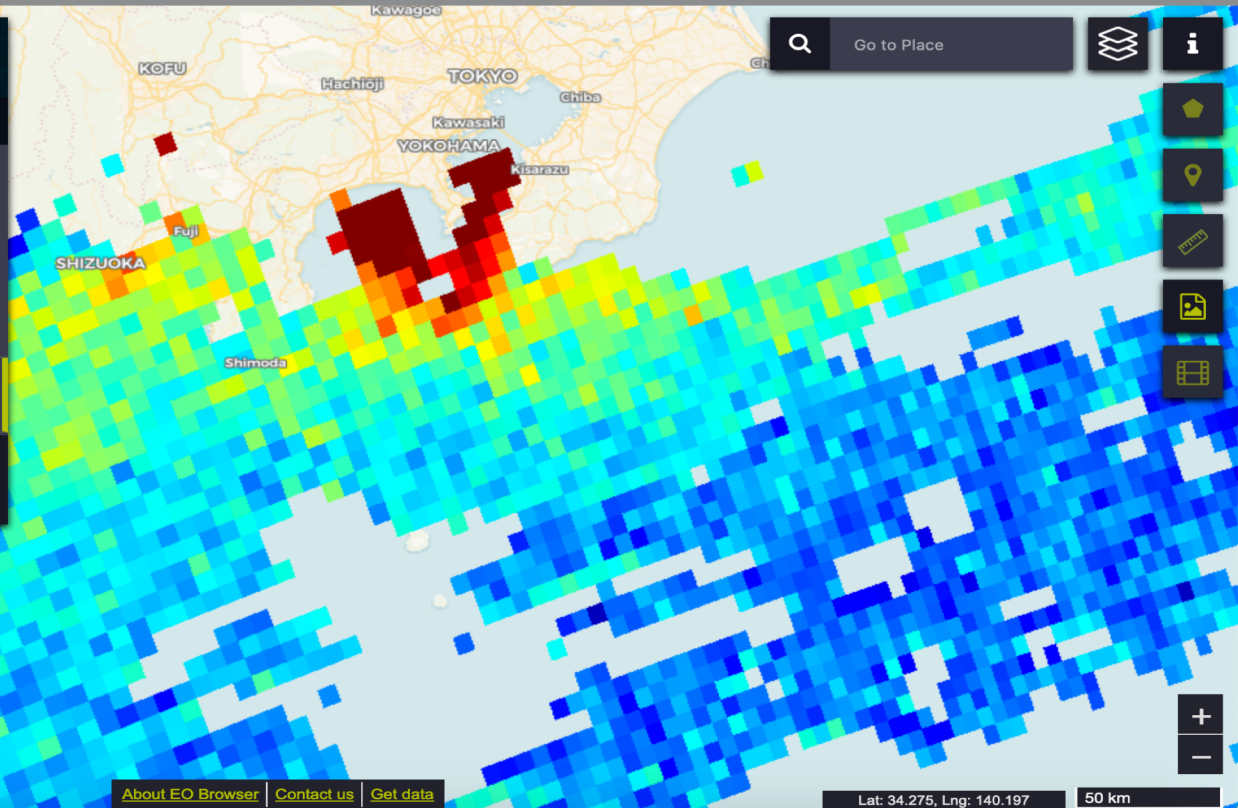 Kawagoe
Go to Place
Ch
KOFU
TOKYO
Hachiōji
Chiba
Kawasaki
YOKOHAMA
Kisarazu
Fuji
SHIZUOKA
Shimoda
About EO Browser
Contact us
Get data
Lat: 34.275, Lng: 140.197
50 km